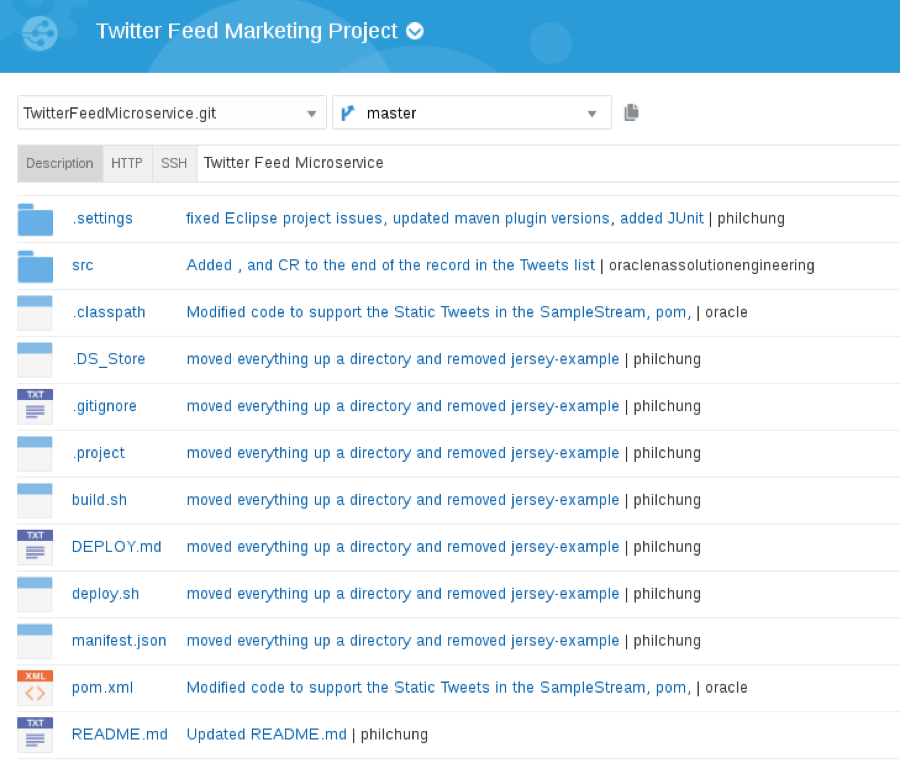 Twitter Feed Marketing Project
TwitterFeedMicroservice.git master
Description HTTP SSH Twitter Feed Microservice
.settings fixed Eclipse project issues, updated maven plugin versions, added JUnit | philchung
src Added , and CR to the end of the record in the Tweets list | oraclenassolutionengineering
.classpath Modified code to support the Static Tweets in the SampleStream, pom, | oracle
.DS_Store moved everything up a directory and removed jersey-example | philchung
TXT .gitignore moved everything up a directory and removed jersey-example | philchung
.project moved everything up a directory and removed jersey-example | philchung
build.sh moved everything up a directory and removed jersey-example | philchung
TXT DEPLOY.md moved everything up a directory and removed jersey-example | philchung
deploy.sh moved everything up a directory and removed jersey-example | philchung
manifest.json moved everything up a directory and removed jersey-example | philchung
XML pom.xml Modified code to support the Static Tweets in the SampleStream, pom, | oracle
TXT README.md Updated README.md | philchung